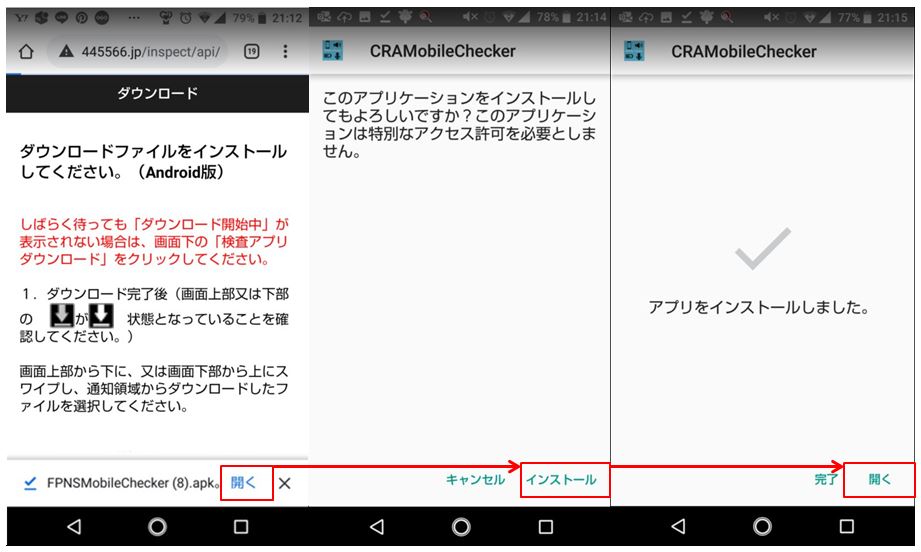 79% 21:12
445566.jp/inspect/api/ 19
ダウンロード
ダウンロードファイルをインストール
してください。（Android版）
しばらく待っても「ダウンロード開始中」が
表示されない場合は、画面下の「検査アプリ
ダウンロード」をクリックしてください。
１．ダウンロード完了後（画面上部又は下部
の が 状態となっていることを確
認してください。）
画面上部から下に、又は画面下部から上にス
ワイプし、通知領域からダウンロードしたフ
ァイルを選択してください。
FPNSMobileChecker (8).apk。 開く
78% 21:14
CRAMobileChecker
このアプリケーションをインストールし
てもよろしいですか？このアプリケーシ
ョンは特別なアクセス許可を必要としま
せん。
キャンセル インストール
77% 21:15
CRAMobileChecker
アプリをインストールしました。
完了 開く